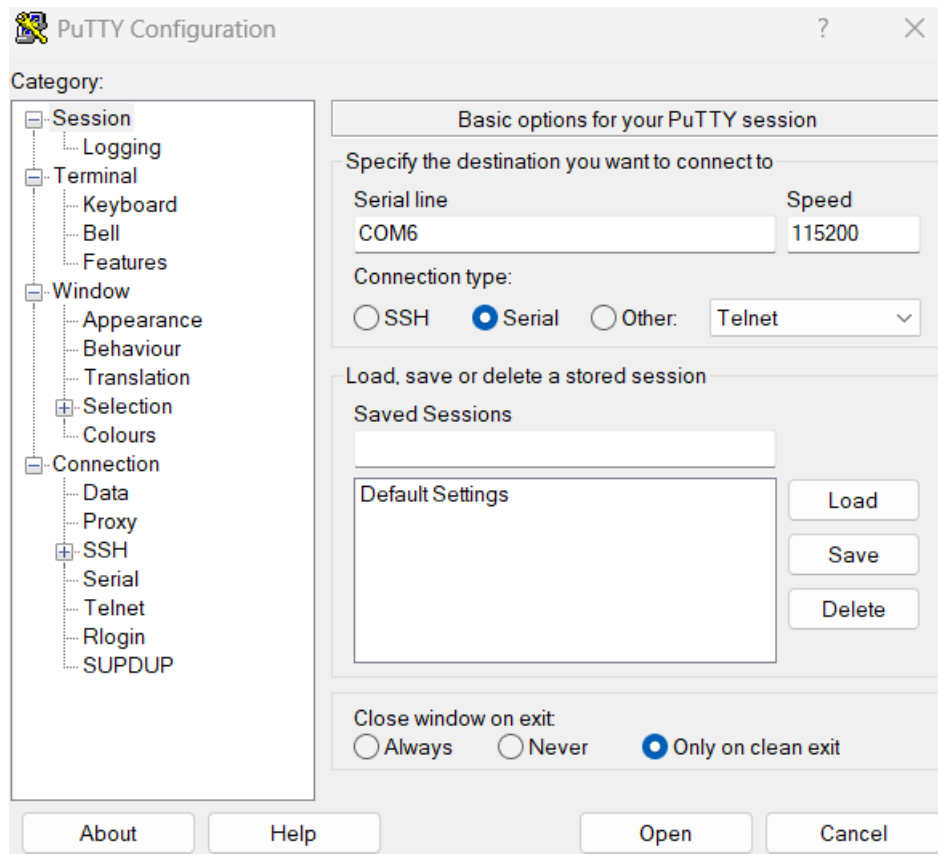 PuTTY Configuration
?
Category:
Session
Logging
Terminal
Keyboard
Bell
Features
Window
Appearance
Behaviour
Translation
Selection
Colours
Connection
Data
Proxy
SSH
Serial
Telnet
Rlogin
SUPDUP
Basic options for your PuTTY session
Specify the destination you want to connect to
Serial line Speed
COM6 115200
Connection type:
SSH Serial Other: Telnet
Load, save or delete a stored session
Saved Sessions
Default Settings
Load
Save
Delete
Close window on exit:
Always Never Only on clean exit
About Help Open Cancel